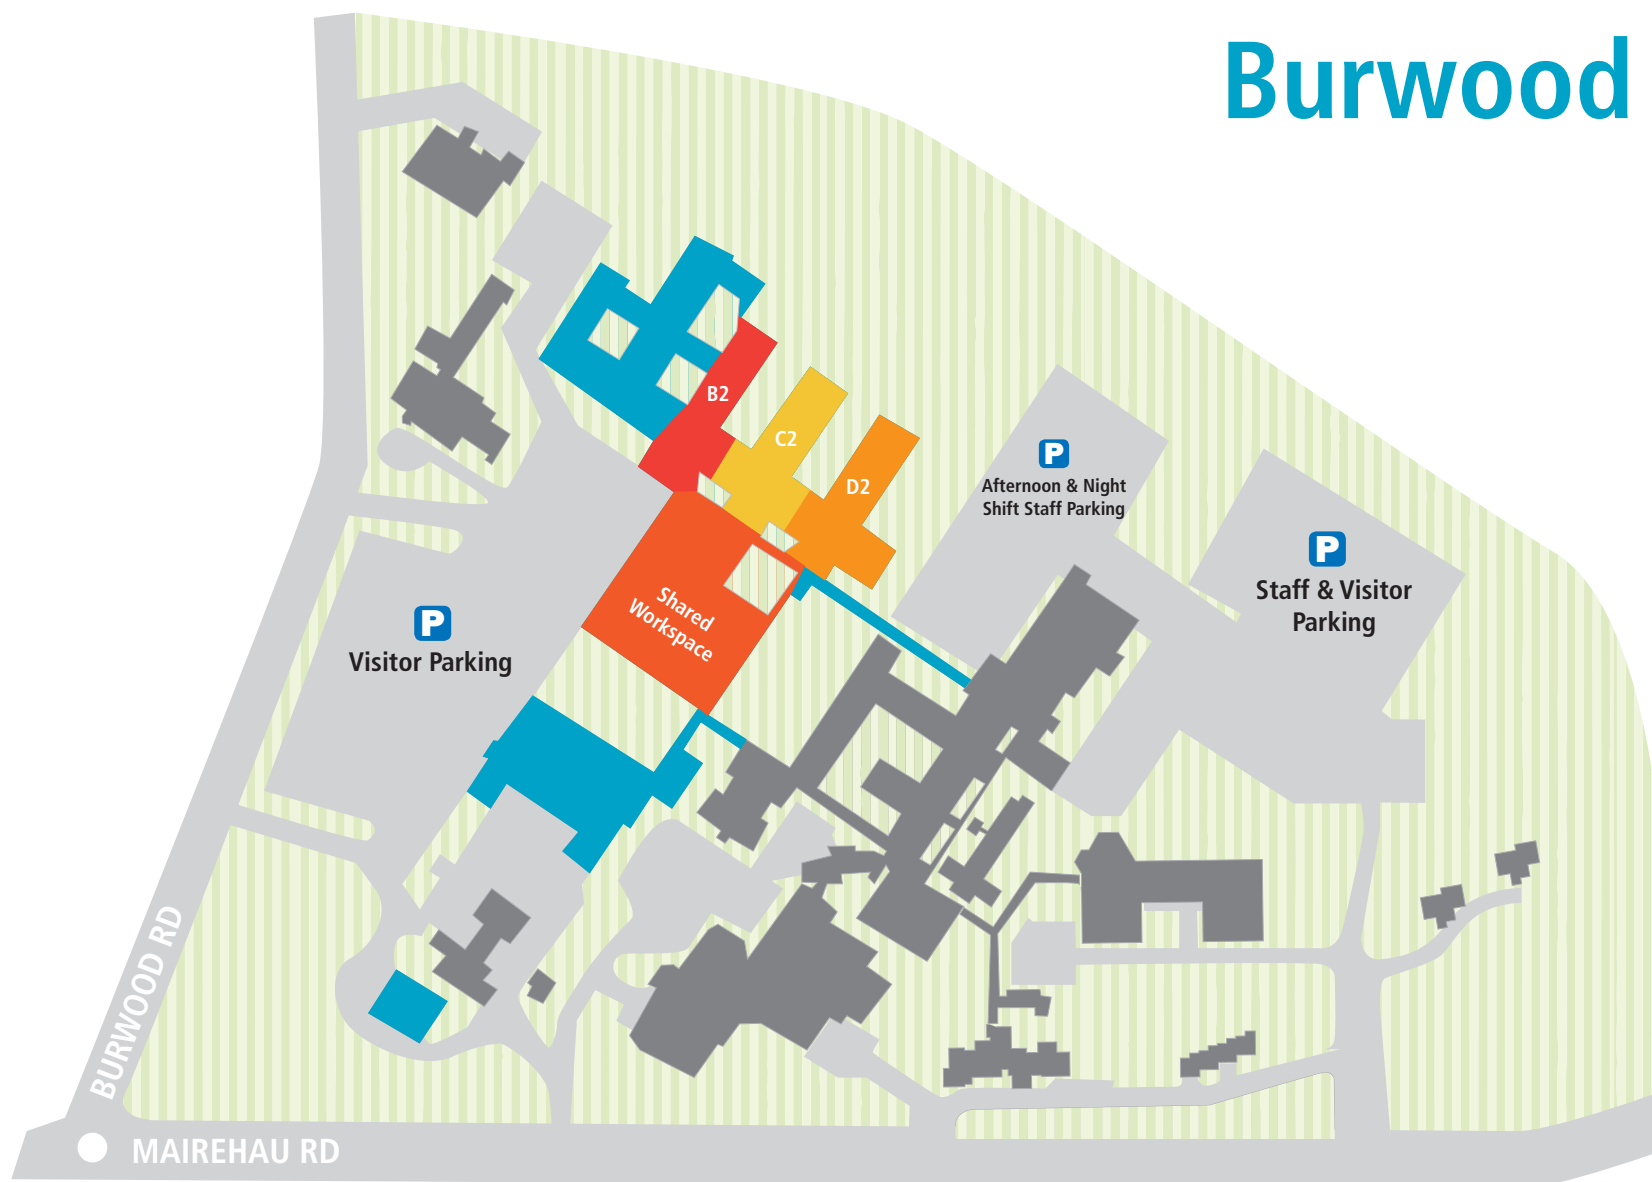 Burwood
B2
C2
D2
P
Afternoon & Night
Shift Staff Parking
P
Staff & Visitor
Parking
P
Visitor Parking
Shared
Workspace
BURWOOD RD
MAIREHAU RD